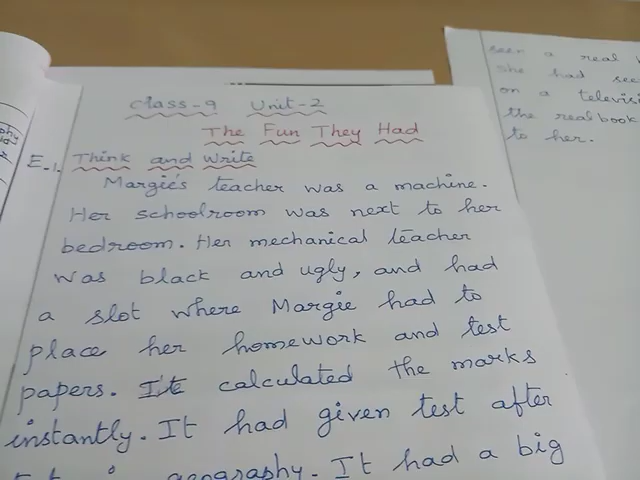 Class-9 Unit-2
The Fun They Had
E-1. Think and Write
Margie's teacher was a machine.
Her schoolroom was next to her
bedroom. Her mechanical teacher
was black and ugly, and had
a slot where Margie had to
place her homework and test
papers. It calculated the marks
instantly. It had given test after
geography. It had a big
seen a real
she had see
on a televisi
the real book
to her.